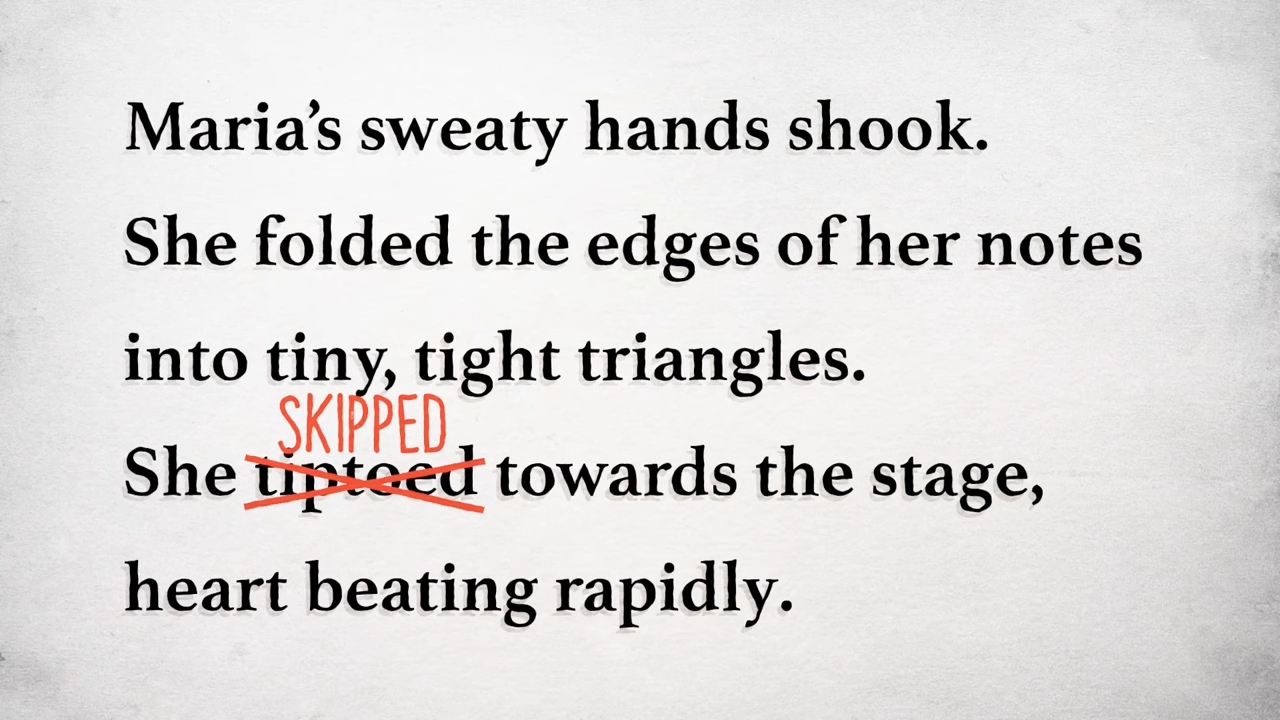 Maria’s sweaty hands shook.
She folded the edges of her notes
into tiny, tight triangles.
SKIPPED
She tiptoed towards the stage,
heart beating rapidly.